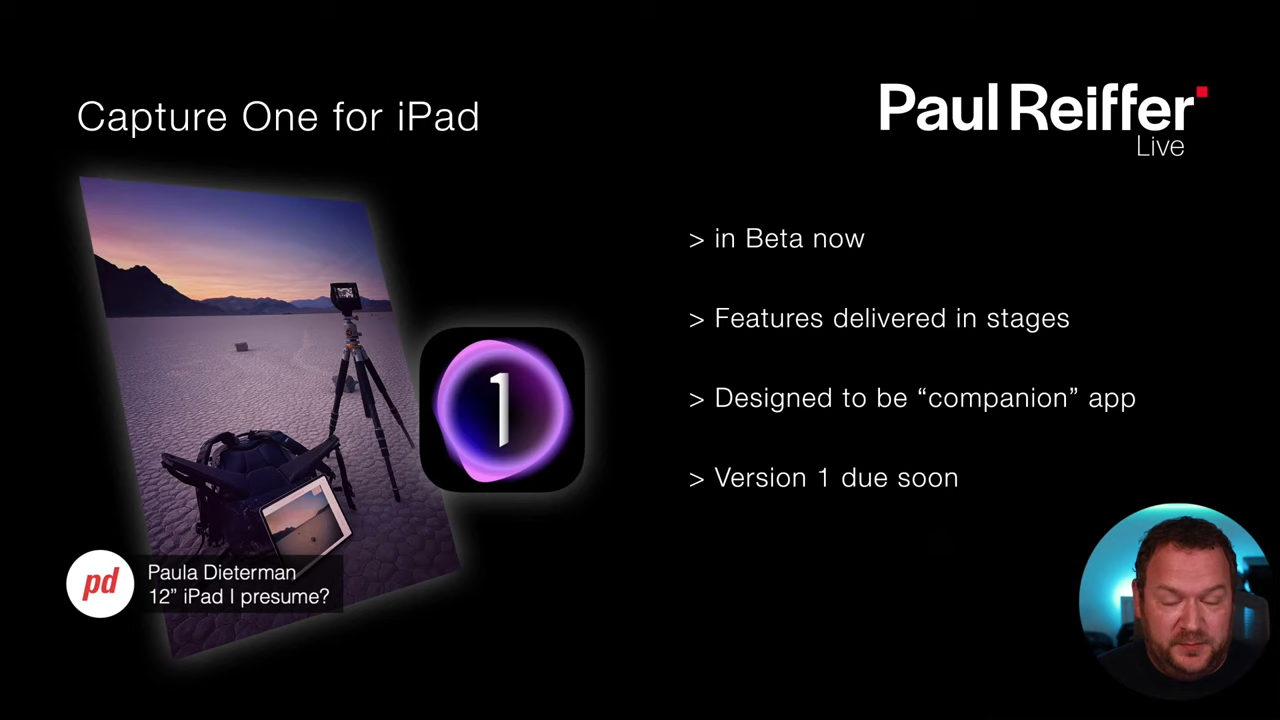 Capture One for iPad
Paul Reiffer
Live
> in Beta now
> Features delivered in stages
> Designed to be “companion” app
> Version 1 due soon
1
pd
Paula Dieterman
12” iPad I presume?